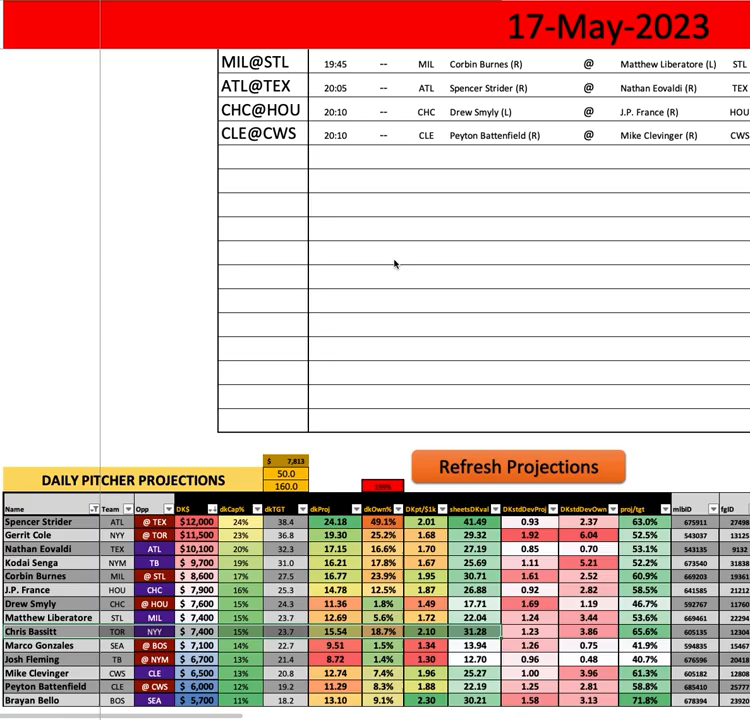 17-May-2023
MIL@STL 19:45 -- MIL Corbin Burnes (R) @ Matthew Liberatore (L) STL
ATL@TEX 20:05 -- ATL Spencer Strider (R) @ Nathan Eovaldi (R) TEX
CHC@HOU 20:10 -- CHC Drew Smyly (L) @ J.P. France (R) HOU
CLE@CWS 20:10 -- CLE Peyton Battenfield (R) @ Mike Clevinger (R) CWS
$ 7,813
Refresh Projections
DAILY PITCHER PROJECTIONS 50.0
160.0
Name Team Opp DK$ dkCap% dkTGT dkProj dkOwn% DKpt/$1k sheetsDKval DKstdDevProj DKstdDevOwn proj/tgt mlbID fgID
Spencer Strider ATL @ TEX $12,000 24% 38.4 24.18 49.1% 2.01 41.49 0.93 2.37 63.0% 675911 27498
Gerrit Cole NYY @ TOR $11,500 23% 36.8 19.30 25.2% 1.68 29.32 1.92 6.04 52.5% 543037 13125
Nathan Eovaldi TEX ATL $10,100 20% 32.3 17.15 16.6% 1.70 27.19 0.85 0.70 53.1% 543135 9132
Kodai Senga NYM TB $ 9,700 19% 31.0 16.21 17.8% 1.67 25.69 1.11 5.21 52.2% 673540 31838
Corbin Burnes MIL @ STL $ 8,600 17% 27.5 16.77 23.9% 1.95 30.71 1.61 2.52 60.9% 669203 19361
J.P. France HOU CHC $ 7,900 16% 25.3 14.78 12.5% 1.87 26.88 0.92 2.82 58.5% 641585 21212
Drew Smyly CHC @ HOU $ 7,600 15% 24.3 11.36 1.8% 1.49 17.71 1.69 1.19 46.7% 592767 11760
Matthew Liberatore STL MIL $ 7,400 15% 23.7 12.69 5.6% 1.72 22.04 1.24 3.44 53.6% 669461 22294
Chris Bassitt TOR NYY $ 7,400 15% 23.7 15.54 18.7% 2.10 31.28 1.23 3.86 65.6% 605135 12304
Marco Gonzales SEA @ BOS $ 7,100 14% 22.7 9.51 1.5% 1.34 13.94 1.26 0.75 41.9% 594835 15467
Josh Fleming TB @ NYM $ 6,700 13% 21.4 8.72 1.4% 1.30 12.70 0.96 0.48 40.7% 676596 20418
Mike Clevinger CWS CLE $ 6,500 13% 20.8 12.74 7.4% 1.96 25.27 1.00 3.96 61.3% 605182 12808
Peyton Battenfield CLE @ CWS $ 6,000 12% 19.2 11.29 8.3% 1.88 22.19 1.25 2.81 58.8% 685410 25777
Brayan Bello BOS SEA $ 5,700 11% 18.2 13.10 9.1% 2.30 30.21 1.58 3.13 71.8% 678394 23920